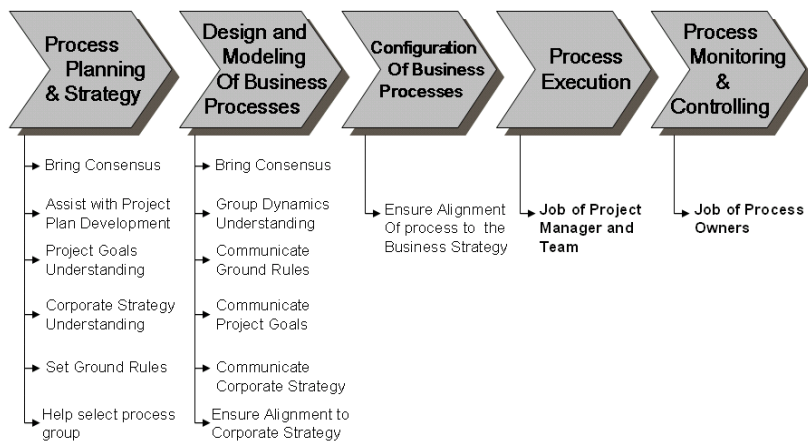 Process
Planning
& Strategy
Design and
Modeling
Of Business
Processes
Configuration
Of Business
Processes
Process
Execution
Process
Monitoring
&
Controlling
Bring Consensus
Assist with Project
Plan Development
Project Goals
Understanding
Corporate Strategy
Understanding
Set Ground Rules
Help select process
group
Bring Consensus
Group Dynamics
Understanding
Communicate
Ground Rules
Communicate
Project Goals
Communicate
Corporate Strategy
Ensure Alignment to
Corporate Strategy
Ensure Alignment
Of process to the
Business Strategy
Job of Project
Manager and
Team
Job of Process
Owners